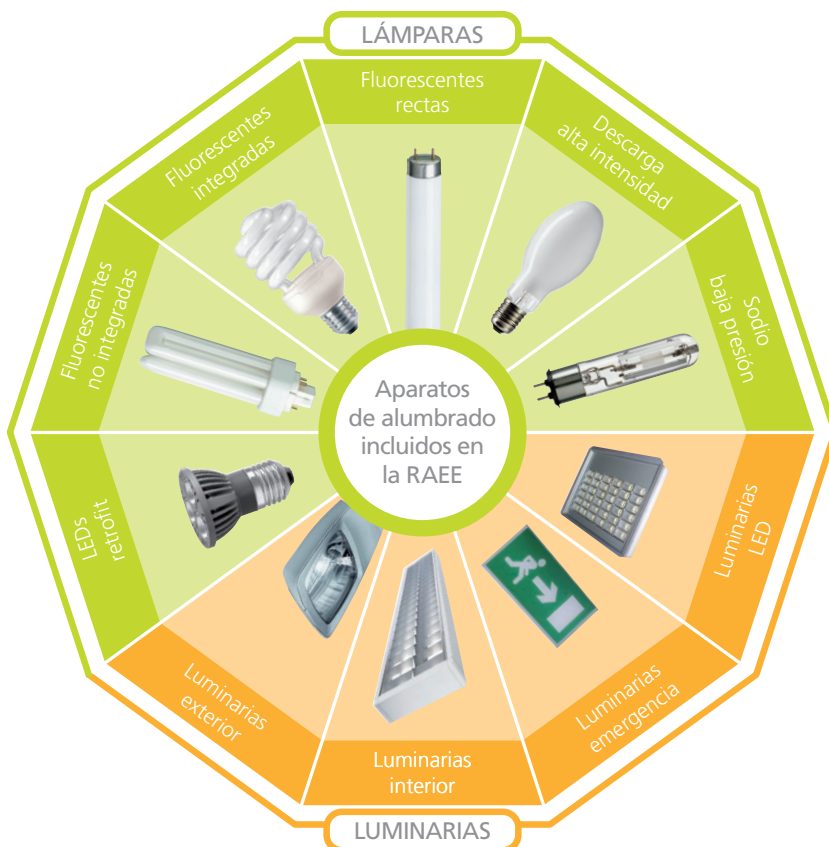 LÁMPARAS
Fluorescentes
rectas
Descarga
alta intensidad
Sodio
baja presión
Fluorescentes
integradas
Fluorescentes
no integradas
LEDs
retrofit
Aparatos
de alumbrado
incluidos en
la RAEE
Luminarias
LED
Luminarias
emergencia
Luminarias
interior
Luminarias
exterior
LUMINARIAS